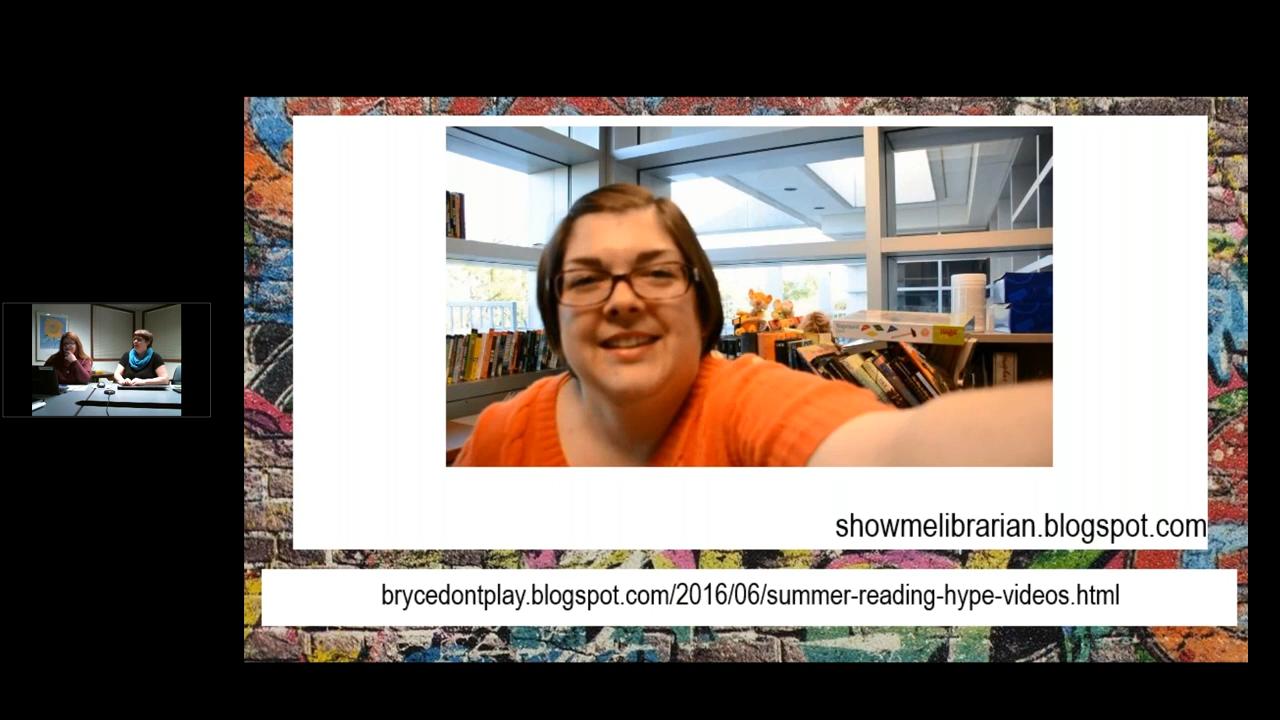 showmelibrarian.blogspot.com
brycedontplay.blogspot.com/2016/06/summer-reading-hype-videos.html